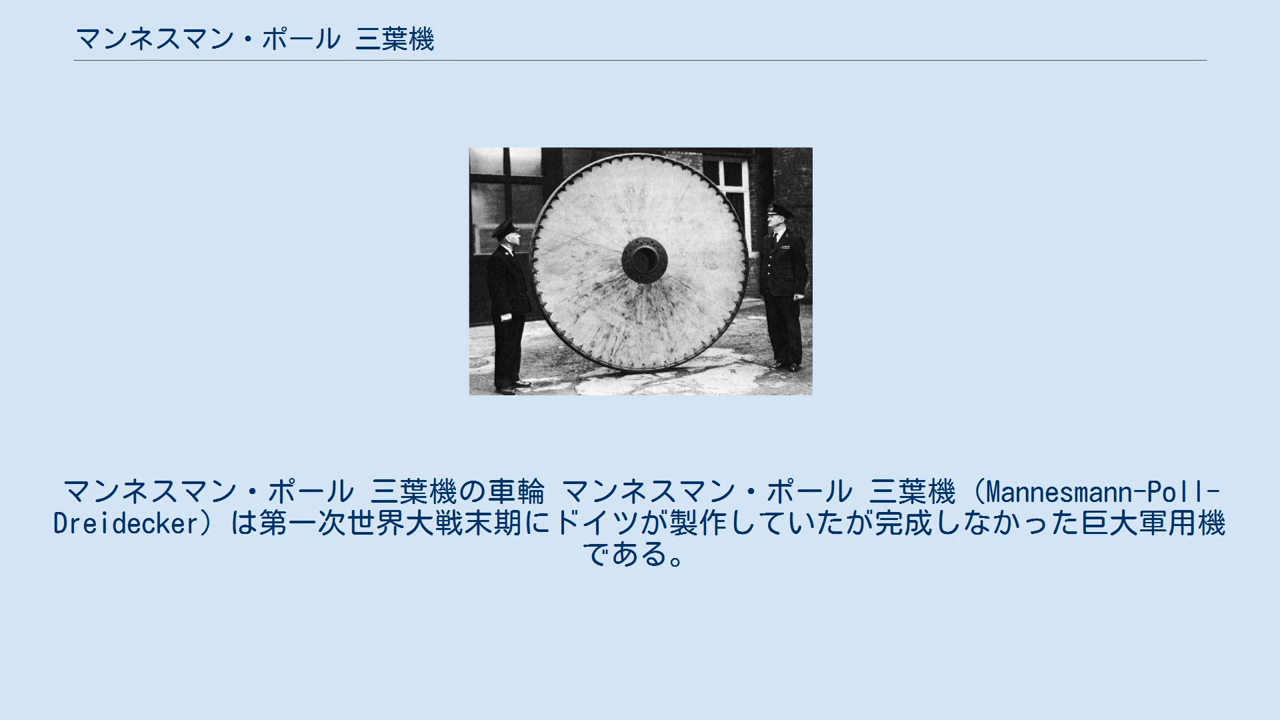 マンネスマン・ポール 三葉機
マンネスマン・ポール 三葉機の車輪 マンネスマン・ポール 三葉機（Mannesmann-Poll-
Dreidecker）は第一次世界大戦末期にドイツが製作していたが完成しなかった巨大軍用機
である。